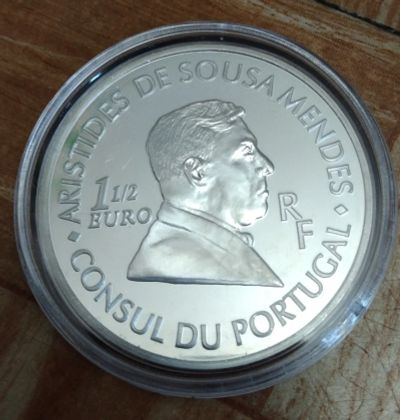 • ARISTIDES DE SOUSA MENDES •
1 1/2
EURO
RF
CONSUL DU PORTUGAL